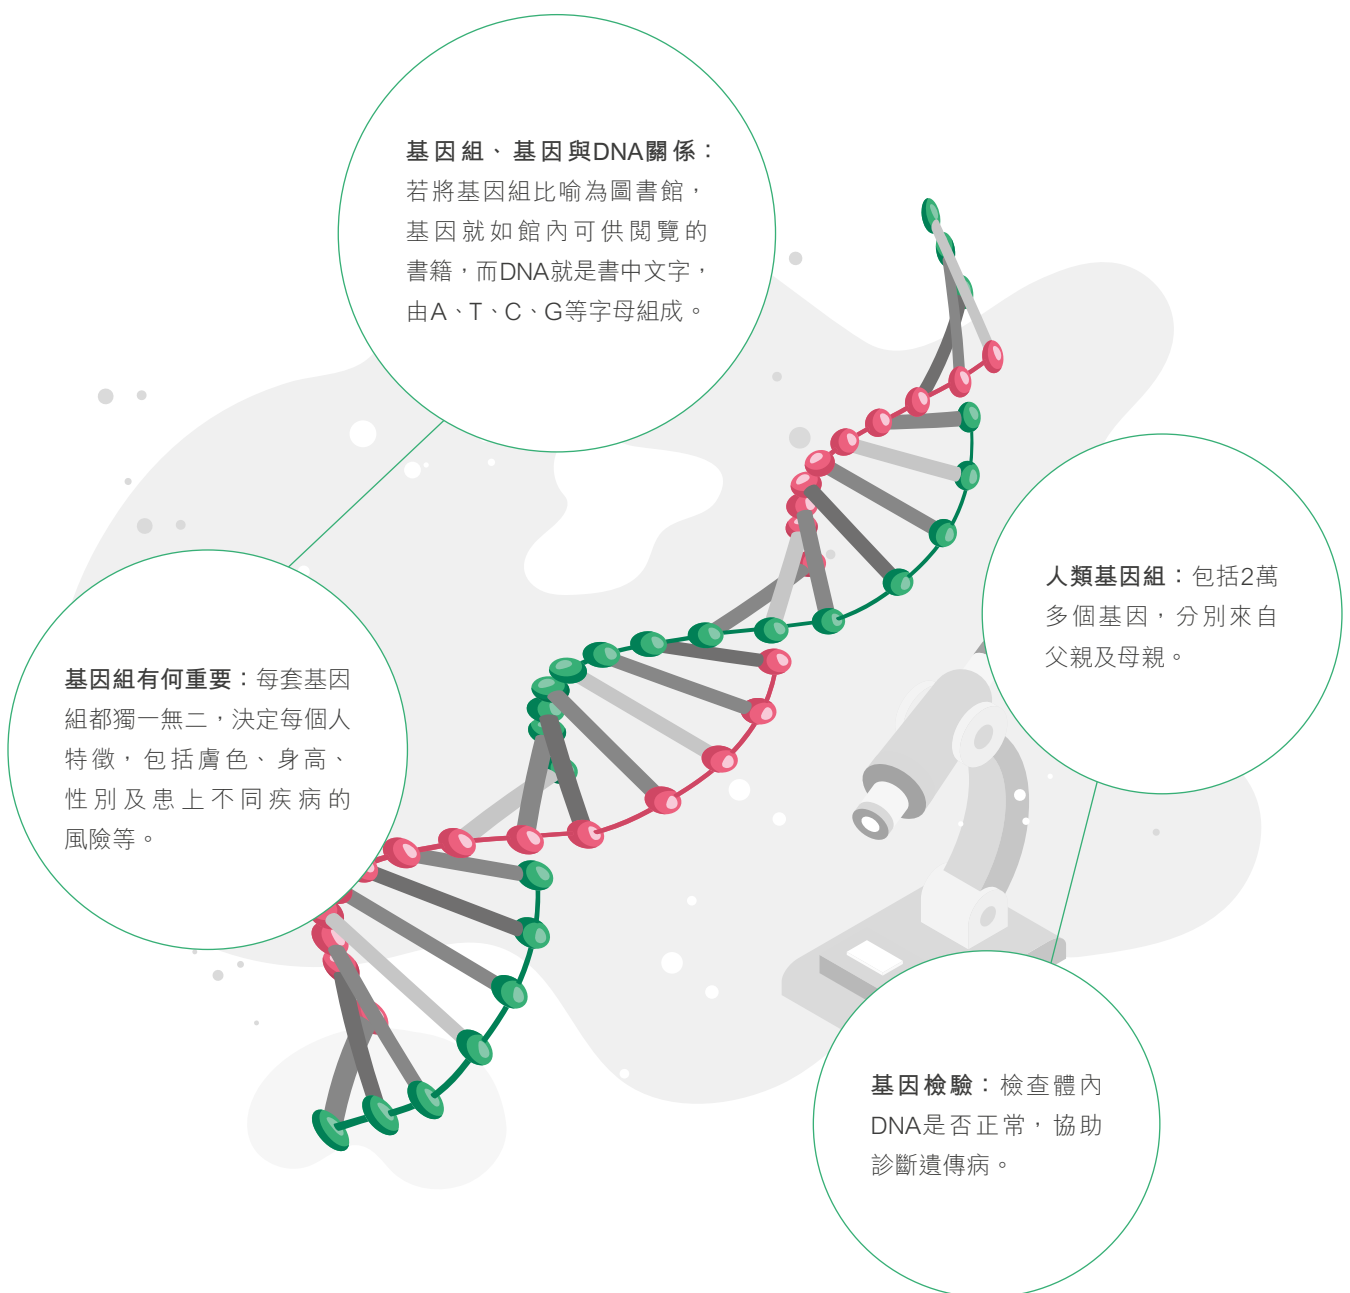 基因組、基因與DNA關係：
若將基因組比喻為圖書館，
基因就如館內可供閱覽的
書籍，而DNA就是書中文字，
由A、T、C、G等字母組成。
基因組有何重要：每套基因
組都獨一無二，決定每個人
特徵，包括膚色、身高、
性別及患上不同疾病的
風險等。
人類基因組：包括2萬
多個基因，分別來自
父親及母親。
基因檢驗：檢查體內
DNA是否正常，協助
診斷遺傳病。